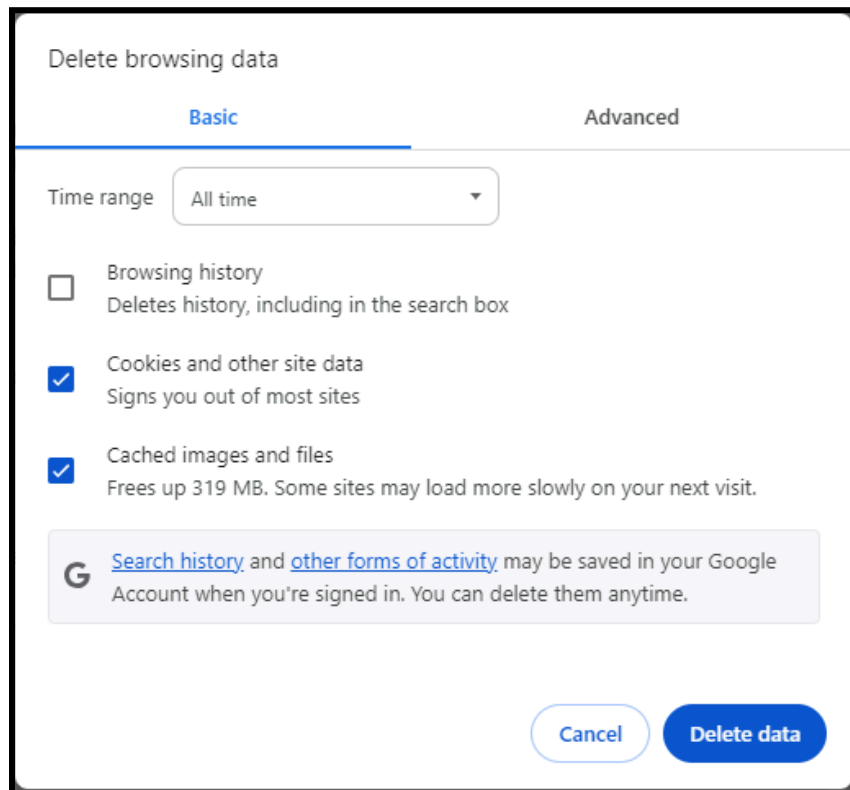 Delete browsing data
Basic
Advanced
Time range
All time
Browsing history
Deletes history, including in the search box
Cookies and other site data
Signs you out of most sites
Cached images and files
Frees up 319 MB. Some sites may load more slowly on your next visit.
G
Search history and other forms of activity may be saved in your Google
Account when you're signed in. You can delete them anytime.
Cancel
Delete data